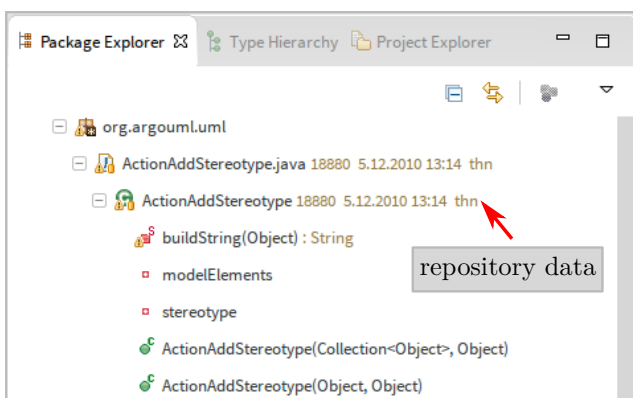 Package Explorer Type Hierarchy Project Explorer
org.argouml.uml
ActionAddStereotype.java 18880 5.12.2010 13:14 thn
ActionAddStereotype 18880 5.12.2010 13:14 thn
buildString(Object) : String
modelElements
repository data
stereotype
ActionAddStereotype(Collection<Object>, Object)
ActionAddStereotype(Object, Object)